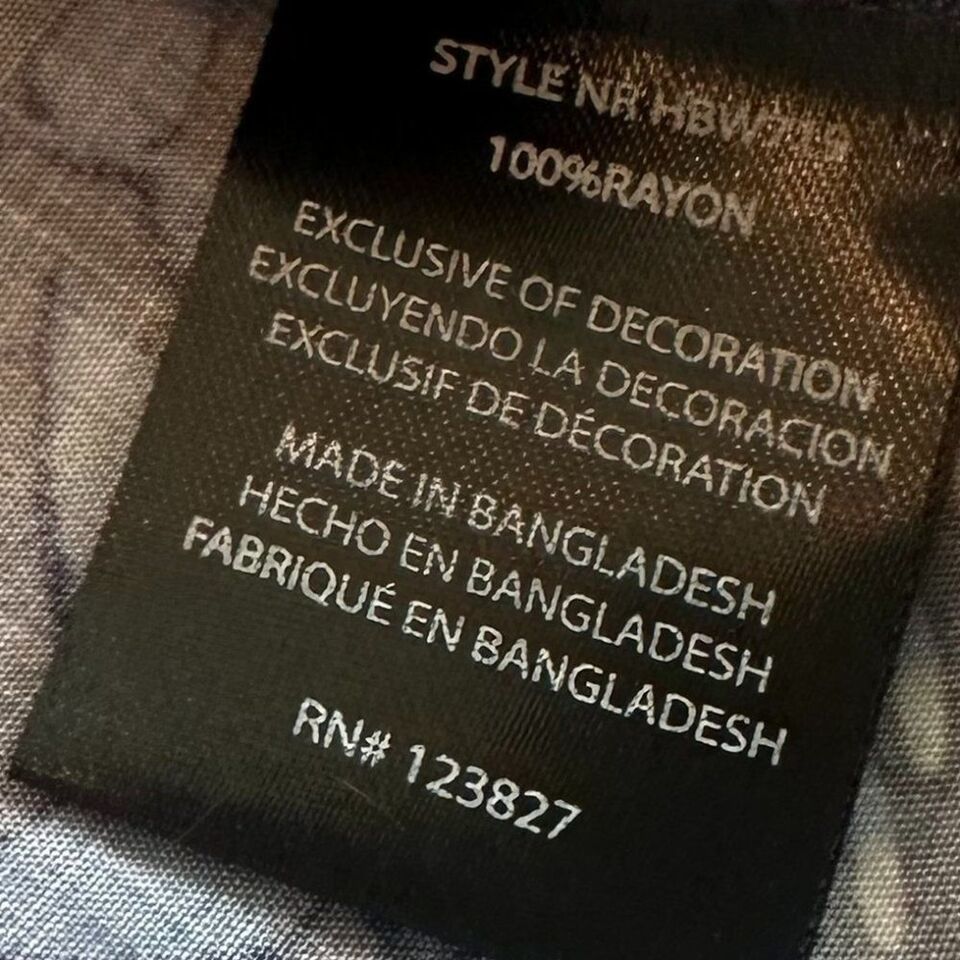 STYLE NR HBW719
100%RAYON
EXCLUSIVE OF DECORATION
EXCLUYENDO LA DECORACION
EXCLUSIF DE DÉCORATION
MADE IN BANGLADESH
HECHO EN BANGLADESH
FABRIQUÉ EN BANGLADESH
RN# 123827